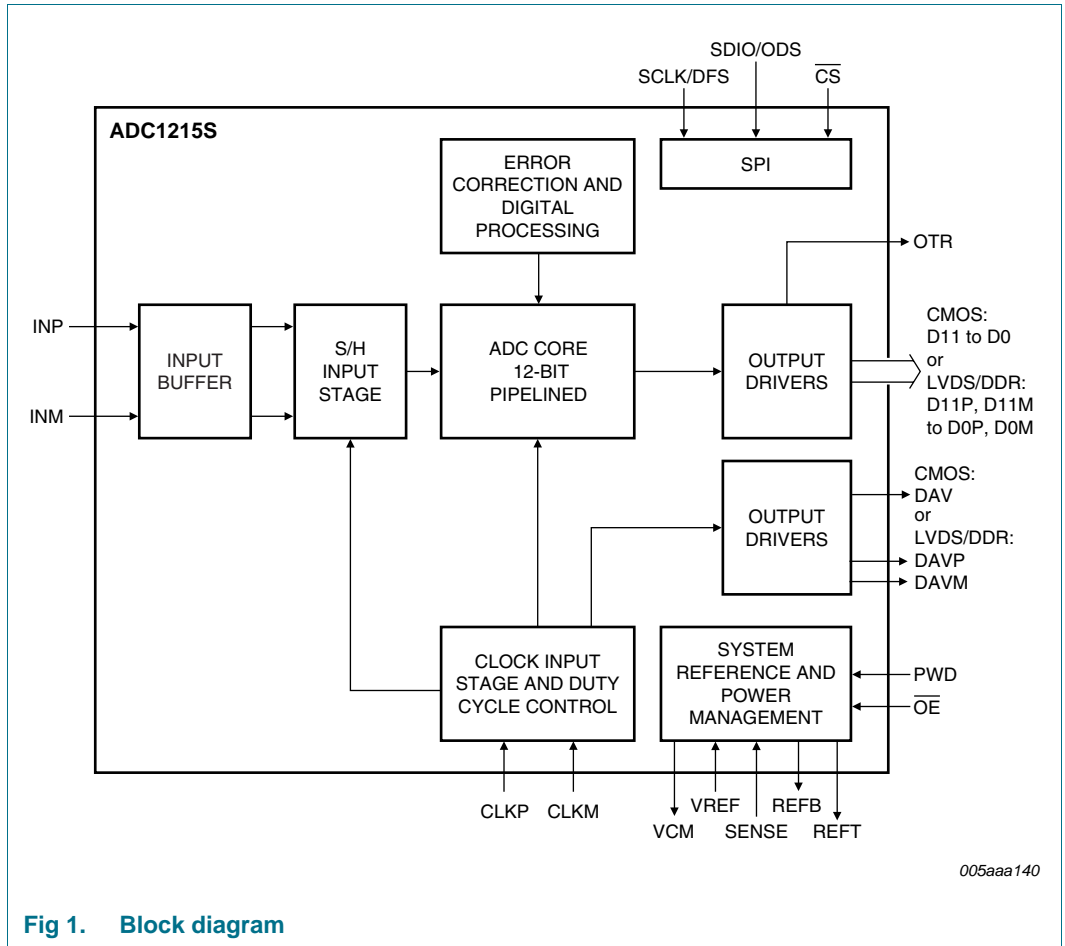 SDIO/ODS
SCLK/DFS
C̅S̅
ADC1215S
ERROR
CORRECTION AND
DIGITAL
PROCESSING
SPI
OTR
INP
INM
INPUT
BUFFER
S/H
INPUT
STAGE
ADC CORE
12-BIT
PIPELINED
OUTPUT
DRIVERS
CMOS:
D11 to D0
or
LVDS/DDR:
D11P, D11M
to D0P, D0M
OUTPUT
DRIVERS
CMOS:
DAV
or
LVDS/DDR:
DAVP
DAVM
CLOCK INPUT
STAGE AND DUTY
CYCLE CONTROL
SYSTEM
REFERENCE AND
POWER
MANAGEMENT
PWD
O̅E̅
CLKP
CLKM
VCM
VREF
SENSE
REFB
REFT
005aaa140
Fig 1. Block diagram